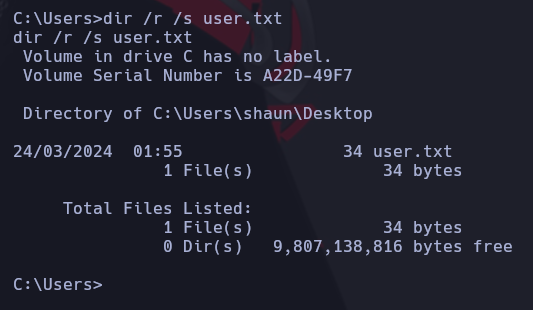 C:\Users>dir /r /s user.txt
dir /r /s user.txt
 Volume in drive C has no label.
 Volume Serial Number is A22D-49F7
 Directory of C:\Users\shaun\Desktop
24/03/2024  01:55                34 user.txt
               1 File(s)             34 bytes
     Total Files Listed:
               1 File(s)             34 bytes
               0 Dir(s)   9,807,138,816 bytes free
C:\Users>